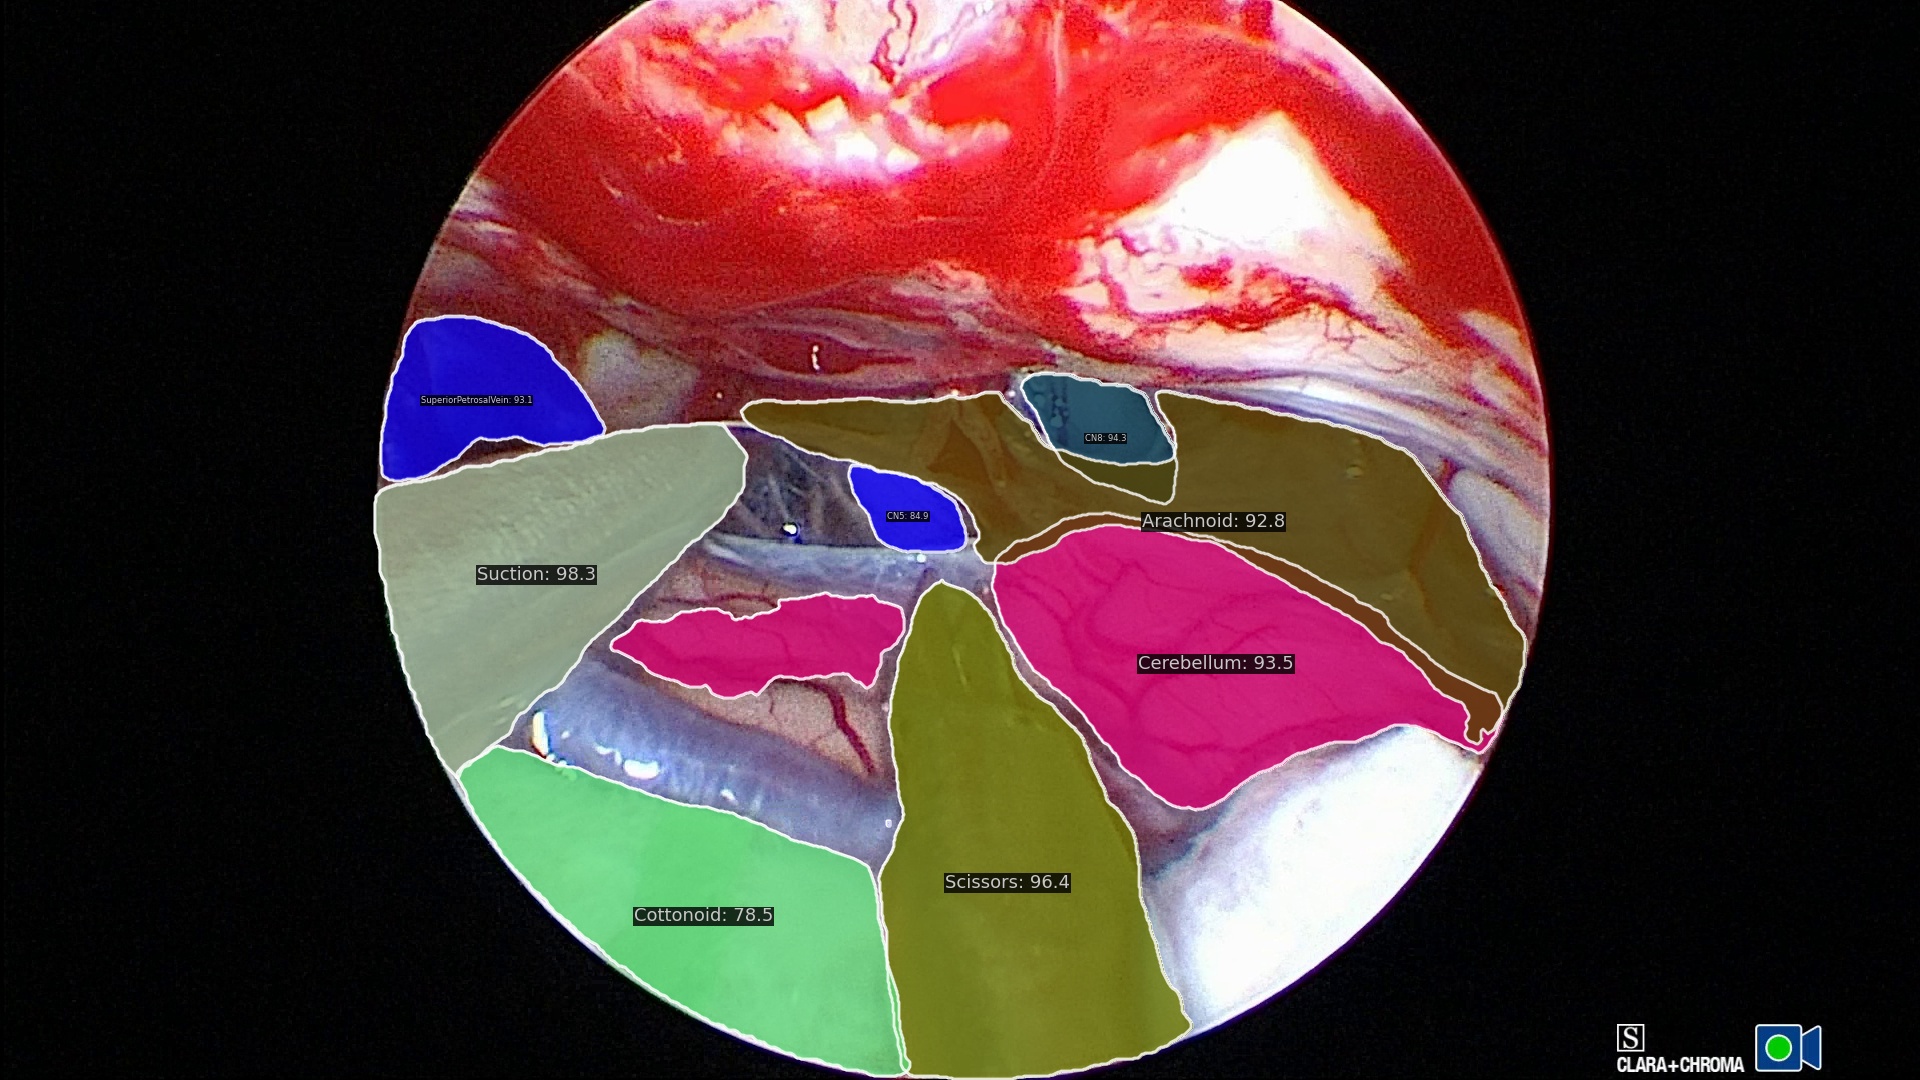 SuperiorPetrosalVein: 93.1
CN8: 94.3
CN5: 84.9
Arachnoid: 92.8
Suction: 98.3
Cerebellum: 93.5
Scissors: 96.4
Cottonoid: 78.5
S
CLARA+CHROMA